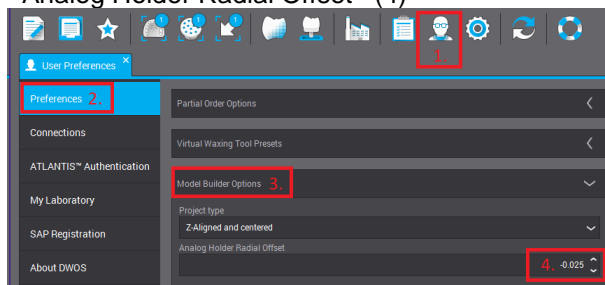 Analog Holder Radial Offset" (4)
1.
User Preferences ×
Preferences 2.
Connections
ATLANTIS™ Authentication
My Laboratory
SAP Registration
About DWOS
Partial Order Options
Virtual Waxing Tool Presets
Model Builder Options 3.
Project type
Z-Aligned and centered
Analog Holder Radial Offset
4. -0.025